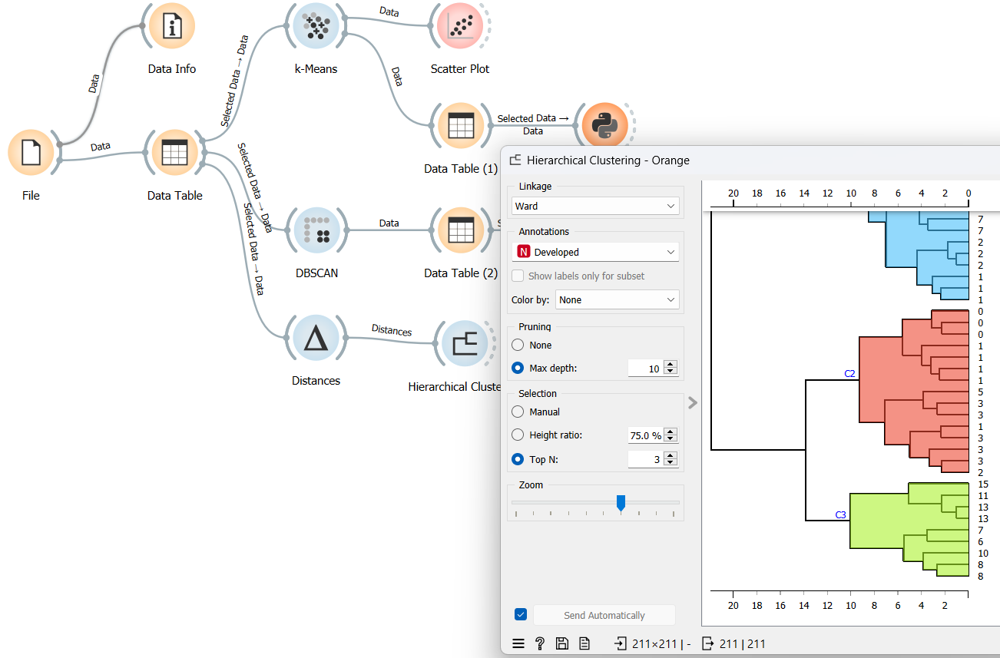 Data
Data Info
Data
Selected Data → Data
k-Means
Data
Scatter Plot
Data
Selected Data →
Data
Data Table (1)
File
Data Table
Selected Data → Data
Selected Data → Data
DBSCAN
Data
Data Table (2)
Distances
Distances
Hierarchical Cluste
Hierarchical Clustering - Orange
Linkage
Ward
Annotations
N Developed
Show labels only for subset
Color by: None
Pruning
None
Max depth: 10
Selection
Manual
Height ratio: 75.0 %
Top N: 3
Zoom
Send Automatically
211×211 | - 211 | 211
20 18 16 14 12 10 8 6 4 2 0
7
7
2
2
2
1
1
1
0
0
0
1
1
1
1
5
3
3
1
3
3
3
2
15
11
13
13
7
6
10
8
8
C2
C3
20 18 16 14 12 10 8 6 4 2